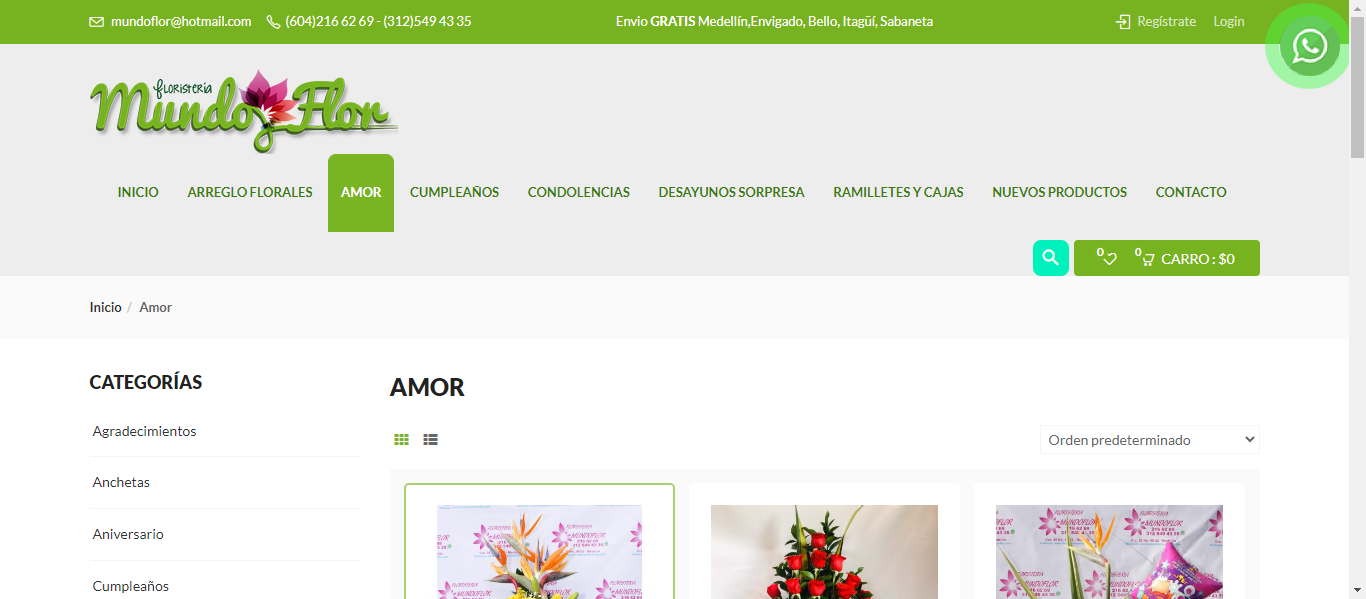 mundoflor@hotmail.com (604)216 62 69 - (312)549 43 35 Envio GRATIS Medellín,Envigado, Bello, Itagüí, Sabaneta Regístrate Login
FLORISTERIA
Mundo Flor
INICIO ARREGLO FLORALES AMOR CUMPLEAÑOS CONDOLENCIAS DESAYUNOS SORPRESA RAMILLETES Y CAJAS NUEVOS PRODUCTOS CONTACTO
0 0 CARRO : $0
Inicio / Amor
CATEGORÍAS
Agradecimientos
Anchetas
Aniversario
Cumpleaños
AMOR
Orden predeterminado